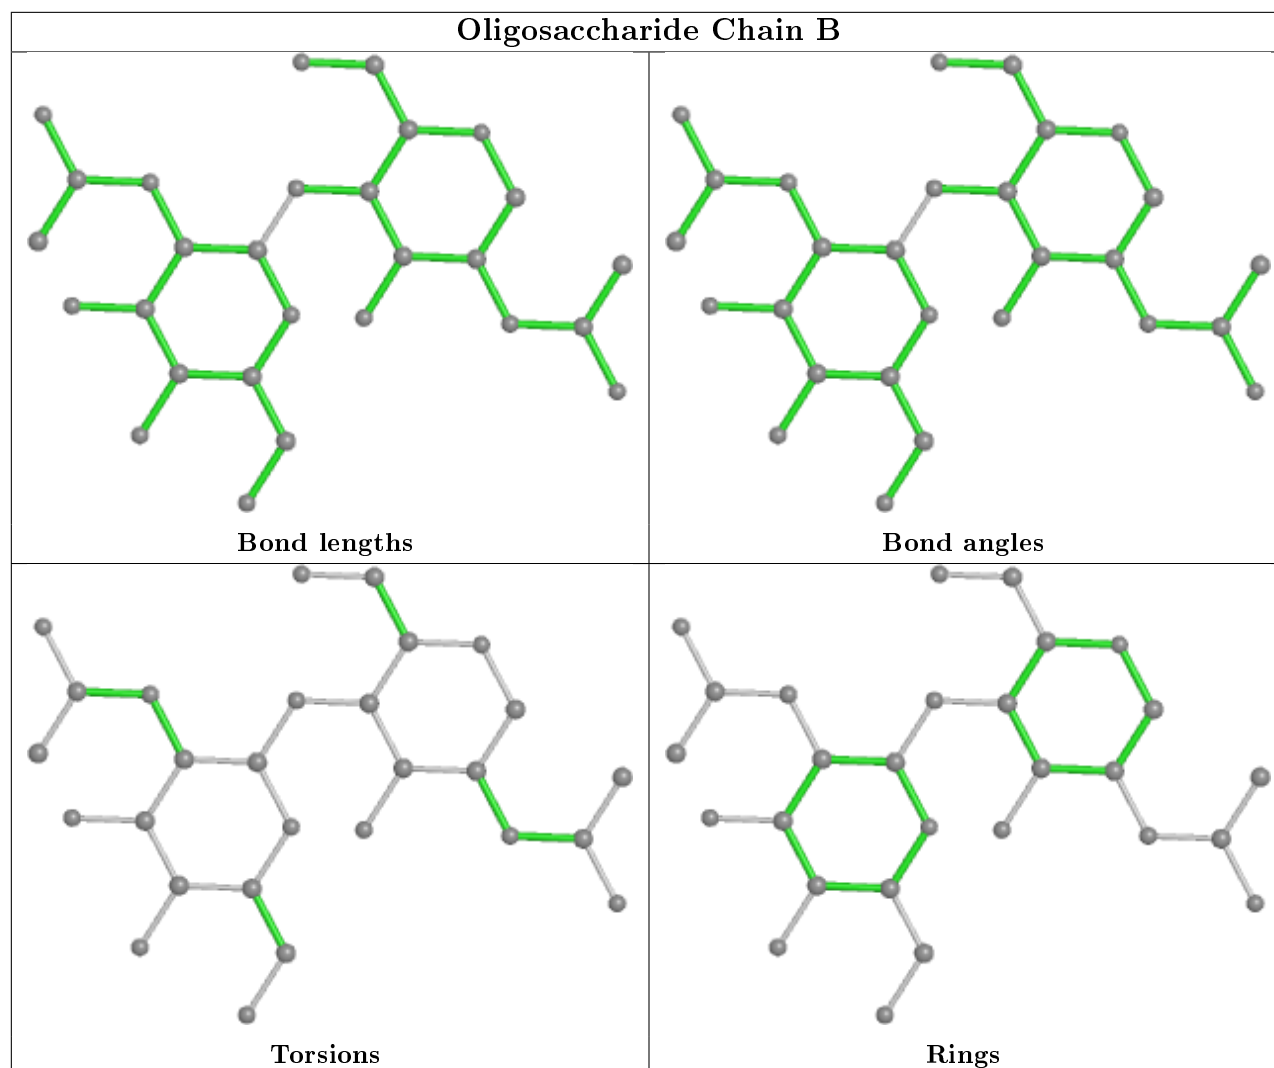 Oligosaccharide Chain B
Bond lengths
Bond angles
Torsions
Rings